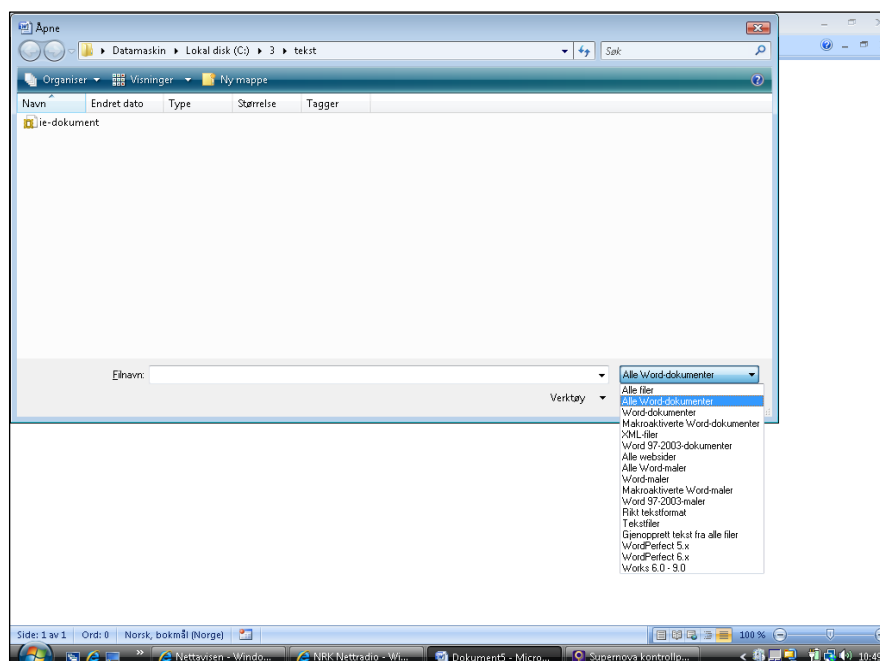 Åpne
Datamaskin ▸ Lokal disk (C:) ▸ 3 ▸ tekst
Søk
Organiser Visninger Ny mappe
Navn Endret dato Type Størrelse Tagger
ie-dokument
Filnavn:
Alle Word-dokumenter
Verktøy
Alle filer
Alle Word-dokumenter
Word-dokumenter
Makroaktiverte Word-dokumenter
XML-filer
Word 97-2003-dokumenter
Alle websider
Alle Word-maler
Word-maler
Makroaktiverte Word-maler
Word 97-2003-maler
Rikt tekstformat
Tekstfiler
Gjenopprett tekst fra alle filer
WordPerfect 5.x
WordPerfect 6.x
Works 6.0 - 9.0
Side: 1 av 1 Ord: 0 Norsk, bokmål (Norge) 100 %
Nettavisen - Windo... NRK Nettradio - Wi... Dokument5 - Micro... Supernova kontrollp... 10:49